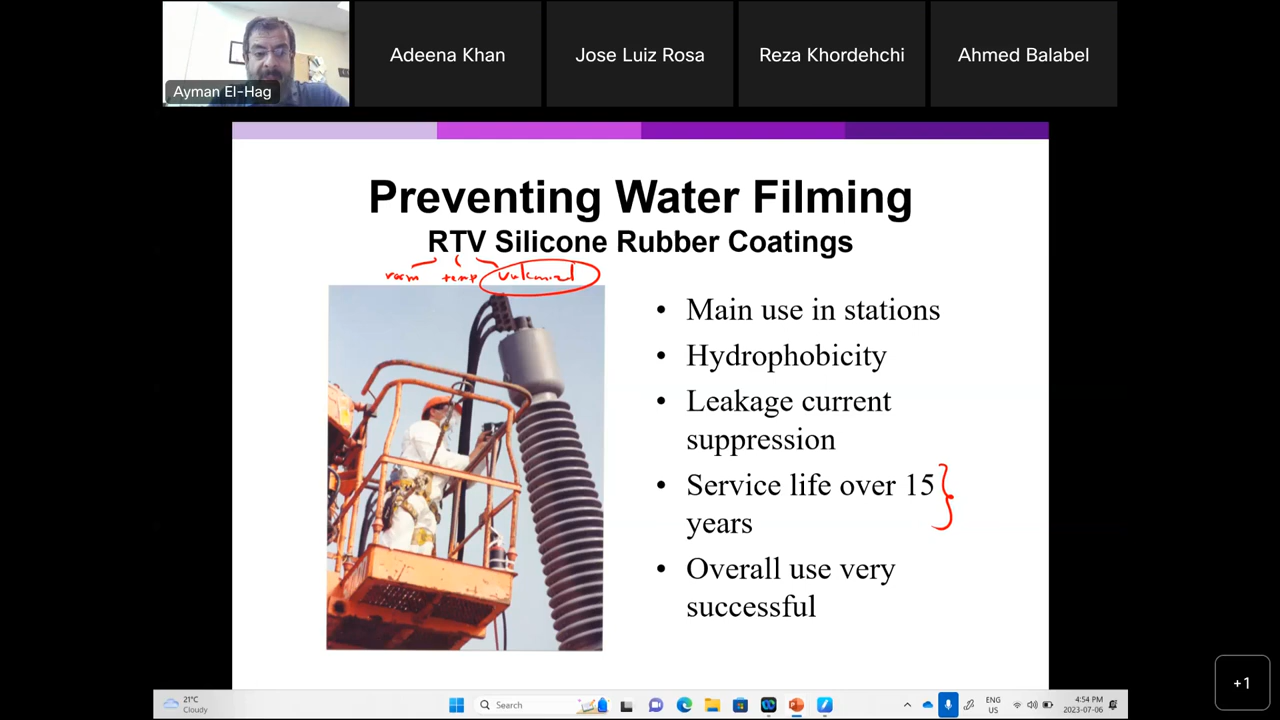 Ayman El-Hag
Adeena Khan
Jose Luiz Rosa
Reza Khordehchi
Ahmed Balabel
Preventing Water Filming
RTV Silicone Rubber Coatings
room temp
• Main use in stations
• Hydrophobicity
• Leakage current
suppression
• Service life over 15
years
• Overall use very
successful
+1
21°C
Cloudy
Search
ENG
US
4:54 PM
2023-07-06